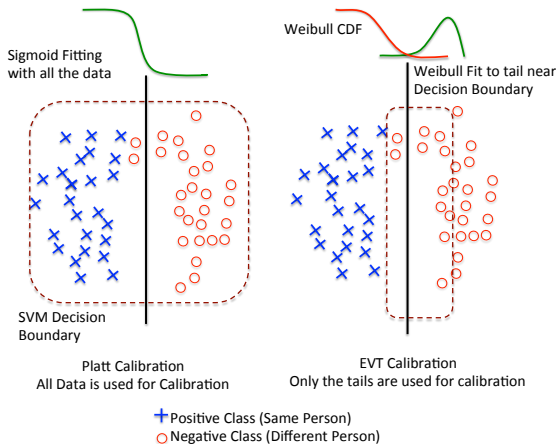 Sigmoid Fitting
with all the data
Weibull CDF
Weibull Fit to tail near
Decision Boundary
SVM Decision
Boundary
Platt Calibration
All Data is used for Calibration
EVT Calibration
Only the tails are used for calibration
Positive Class (Same Person)
Negative Class (Different Person)